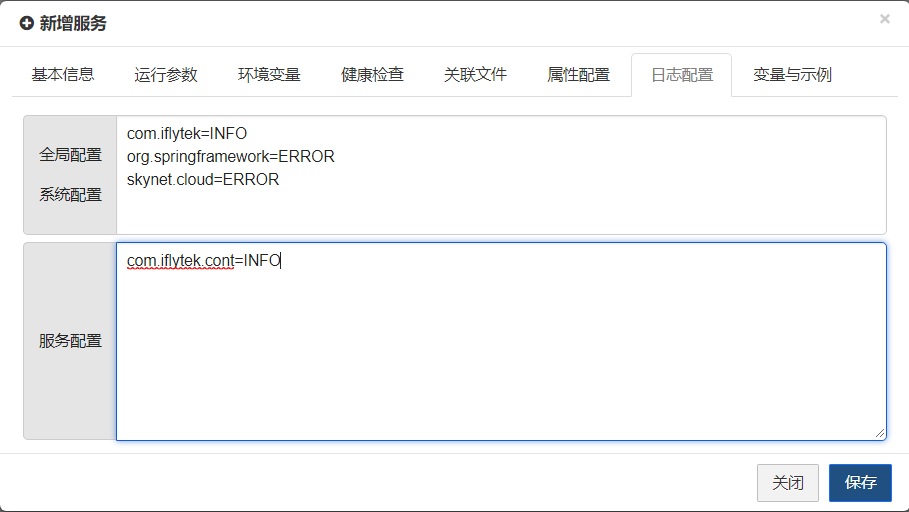 新增服务
×
基本信息 运行参数 环境变量 健康检查 关联文件 属性配置 日志配置 变量与示例
全局配置
系统配置
com.iflytek=INFO
org.springframework=ERROR
skynet.cloud=ERROR
服务配置
com.iflytek.cont=INFO
关闭 保存